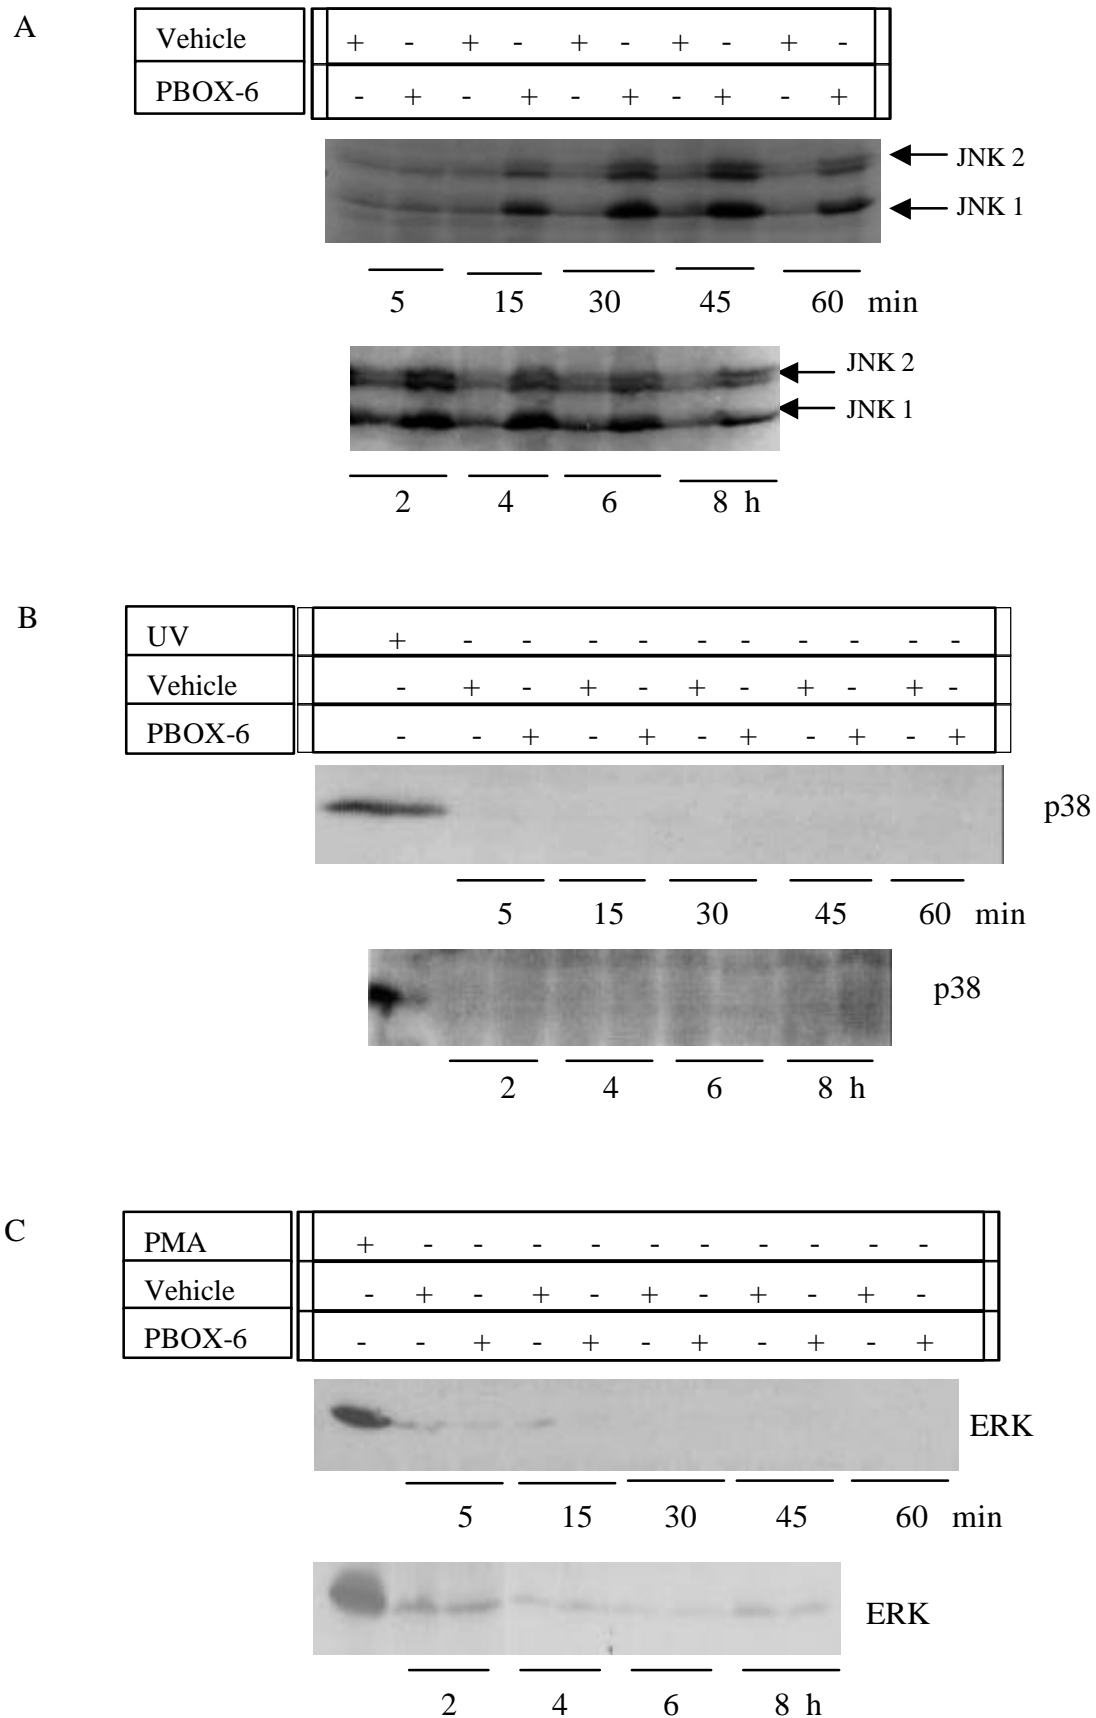 A
Vehicle + - + - + - + - + -
PBOX-6 - + - + - + - + - +
JNK 2
JNK 1
5 15 30 45 60 min
JNK 2
JNK 1
2 4 6 8 h
B
UV + - - - - - - - - - -
Vehicle - + - + - + - + - + -
PBOX-6 - - + - + - + - + - +
p38
5 15 30 45 60 min
p38
2 4 6 8 h
C
PMA + - - - - - - - - - -
Vehicle - + - + - + - + - + -
PBOX-6 - - + - + - + - + - +
ERK
5 15 30 45 60 min
ERK
2 4 6 8 h